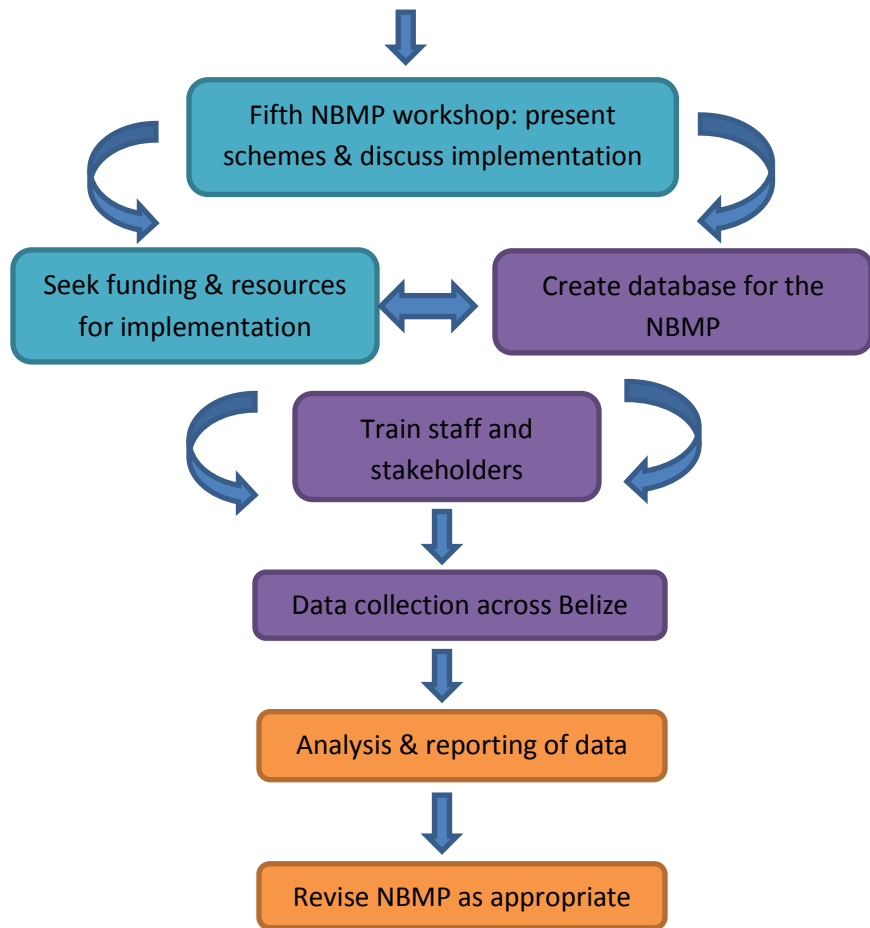 Fifth NBMP workshop: present
schemes & discuss implementation
Seek funding & resources
for implementation
Create database for the
NBMP
Train staff and
stakeholders
Data collection across Belize
Analysis & reporting of data
Revise NBMP as appropriate